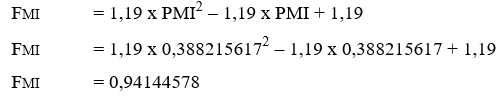 FMI = 1,19 x PMI² – 1,19 x PMI + 1,19
FMI = 1,19 x 0,388215617² – 1,19 x 0,388215617 + 1,19
FMI = 0,94144578